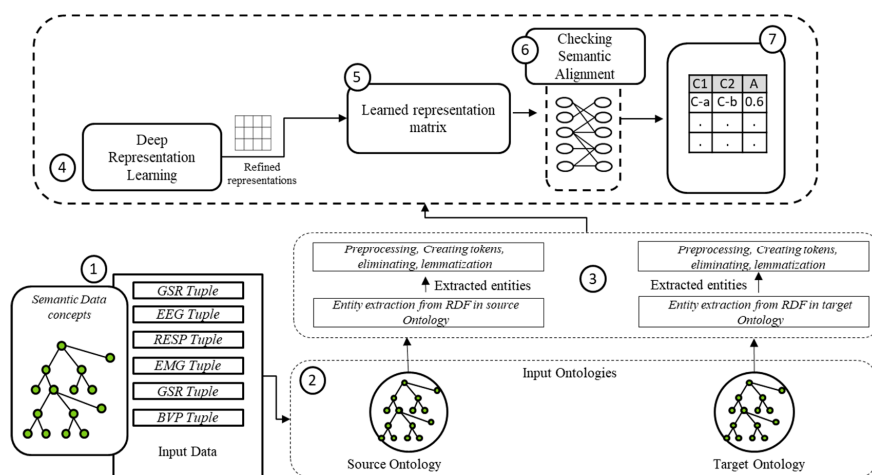 Checking
Semantic
Alignment
6
7
5
Learned representation
matrix
C1 C2 A
C-a C-b 0.6
. . .
. . .
4
Deep
Representation
Learning
Refined
representations
Preprocessing, Creating tokens,
eliminating, lemmatization
Extracted entities
Entity extraction from RDF in source
Ontology
3
Preprocessing, Creating tokens,
eliminating, lemmatization
Extracted entities
Entity extraction from RDF in target
Ontology
1
Semantic Data
concepts
GSR Tuple
EEG Tuple
RESP Tuple
EMG Tuple
GSR Tuple
BVP Tuple
Input Data
2
Input Ontologies
Source Ontology
Target Ontology